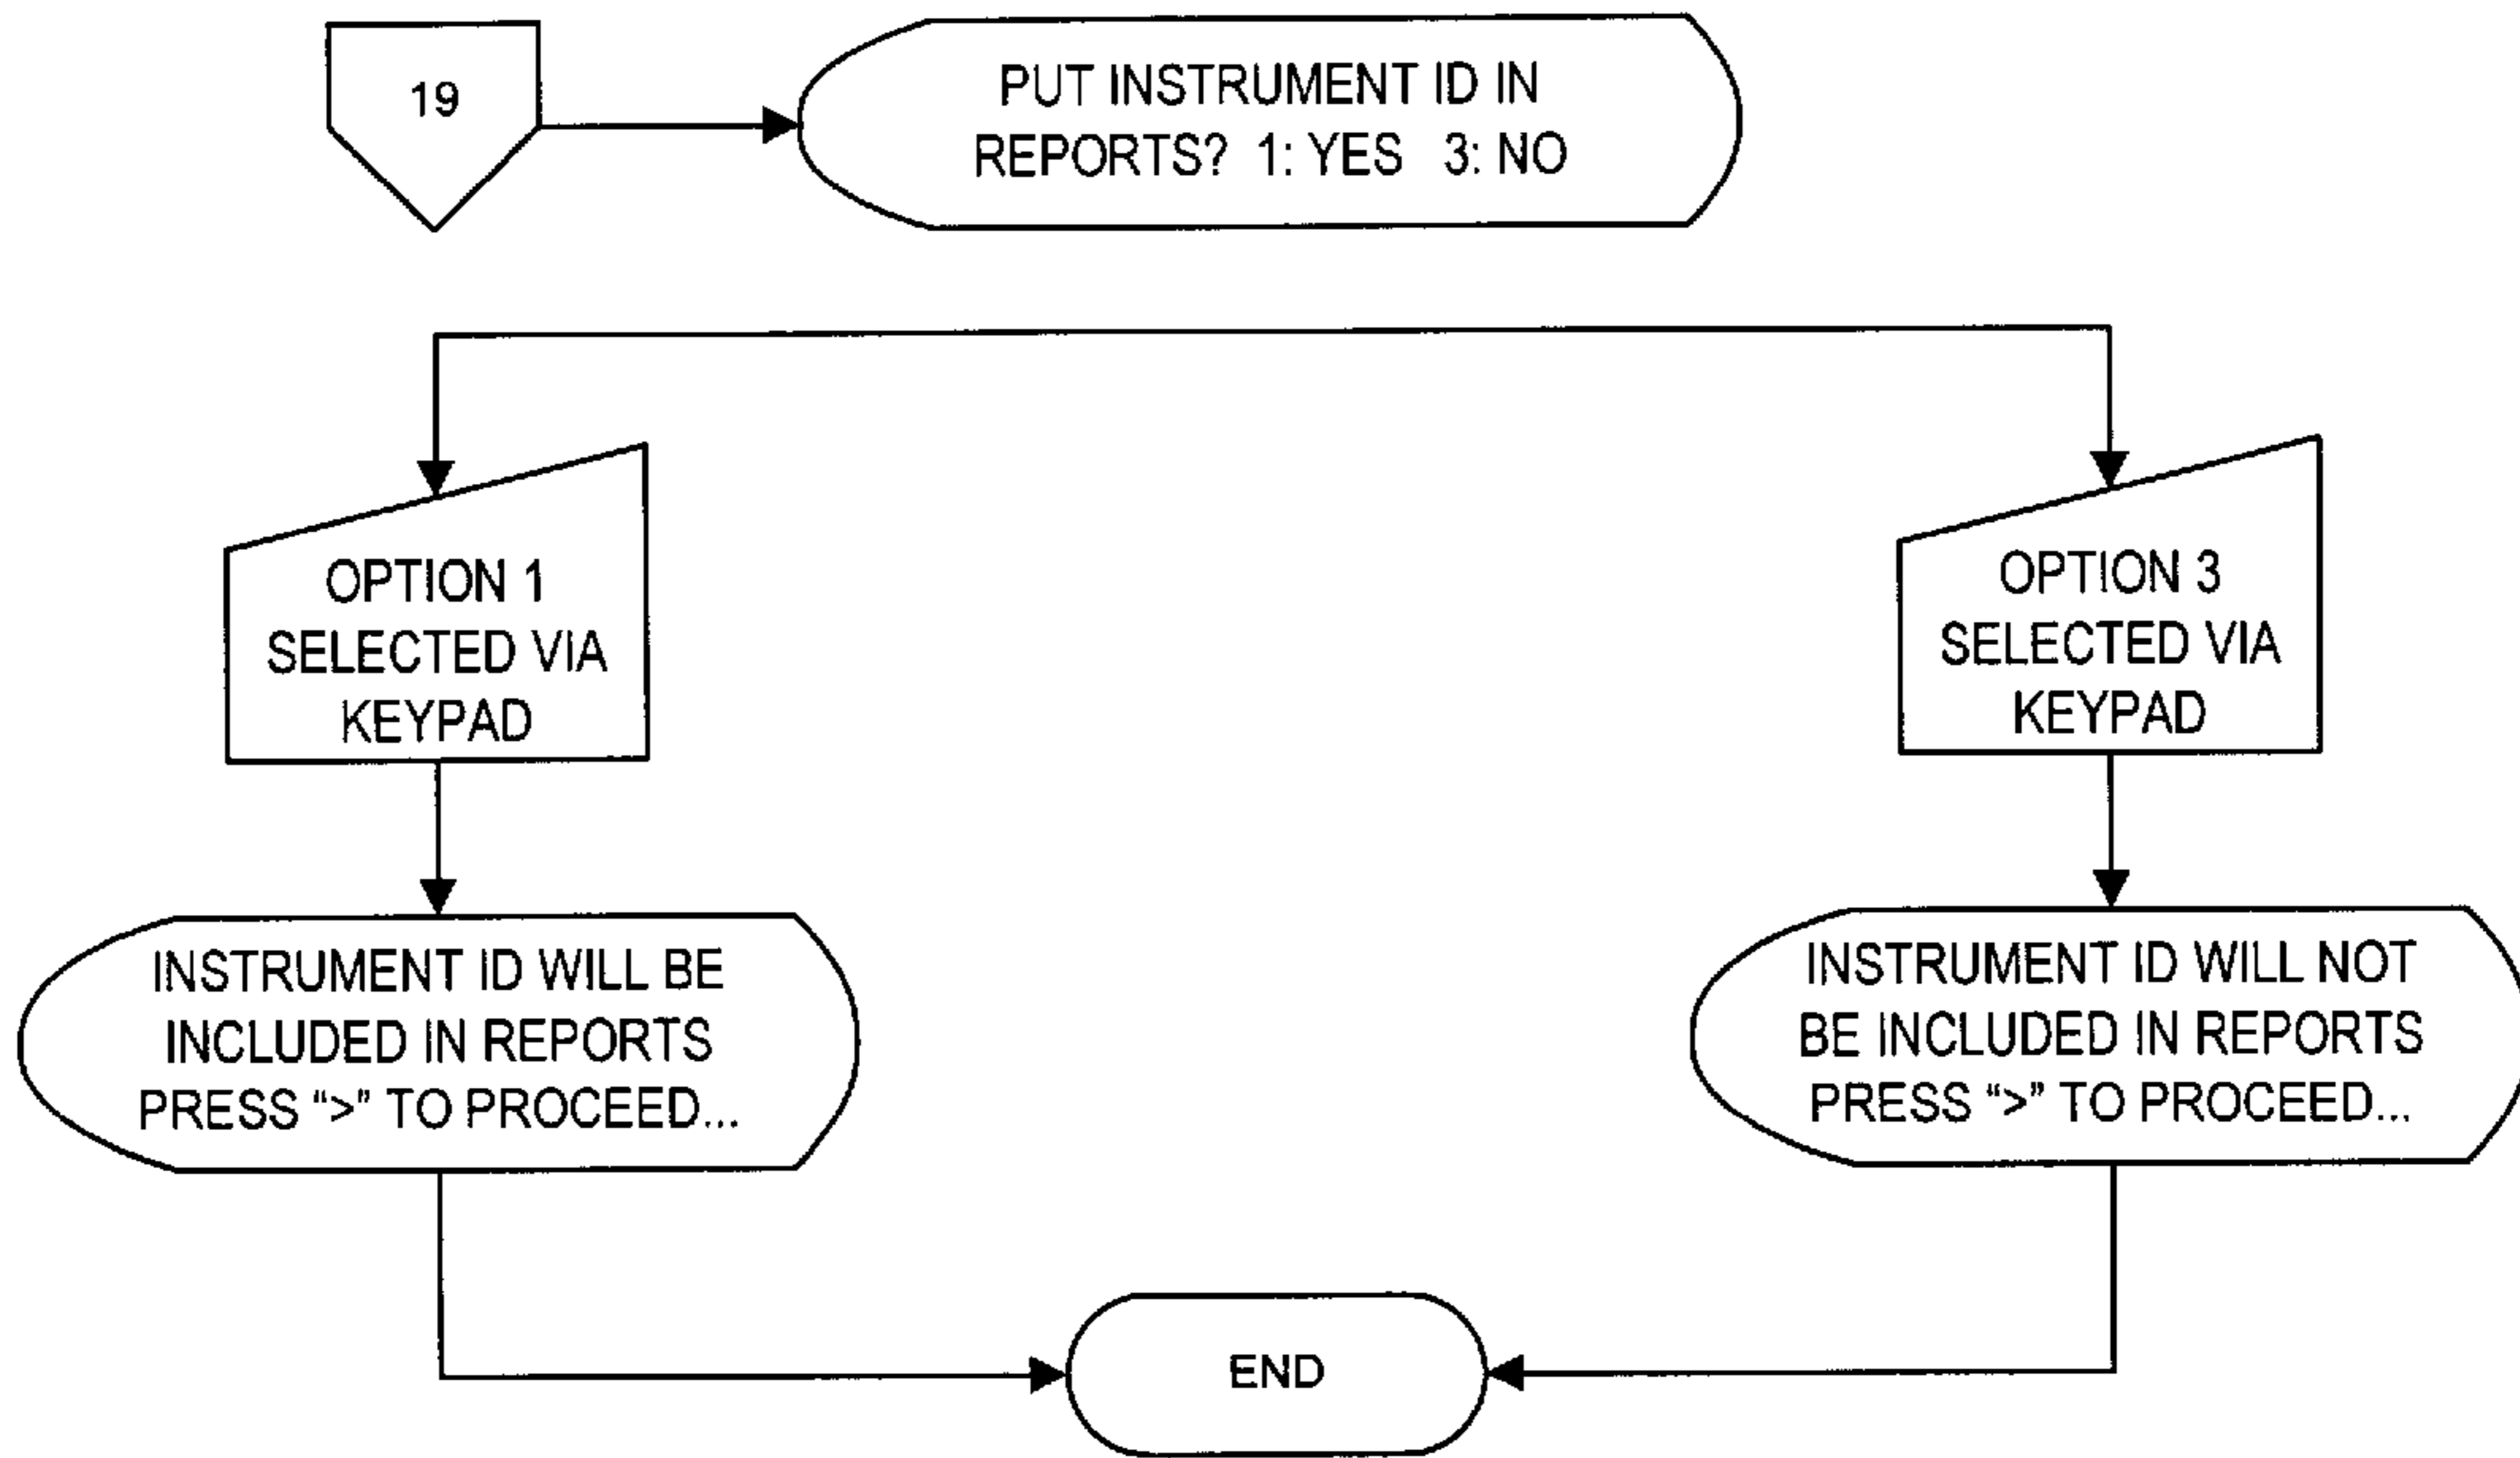 19
PUT INSTRUMENT ID IN
REPORTS? 1: YES 3: NO
OPTION 1
SELECTED VIA
KEYPAD
OPTION 3
SELECTED VIA
KEYPAD
INSTRUMENT ID WILL BE
INCLUDED IN REPORTS
PRESS “>” TO PROCEED...
INSTRUMENT ID WILL NOT
BE INCLUDED IN REPORTS
PRESS “>” TO PROCEED...
END